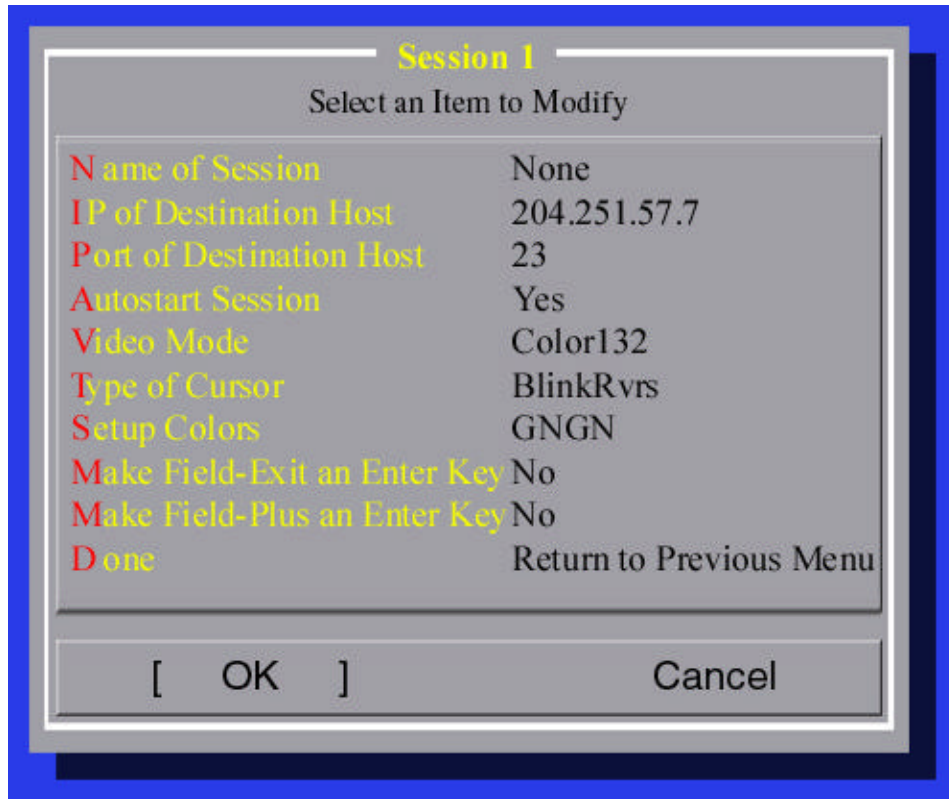 Session 1
Select an Item to Modify
Name of Session None
IP of Destination Host 204.251.57.7
Port of Destination Host 23
Autostart Session Yes
Video Mode Color132
Type of Cursor BlinkRvrs
Setup Colors GNGN
Make Field-Exit an Enter Key No
Make Field-Plus an Enter Key No
Done Return to Previous Menu
[ OK ] Cancel